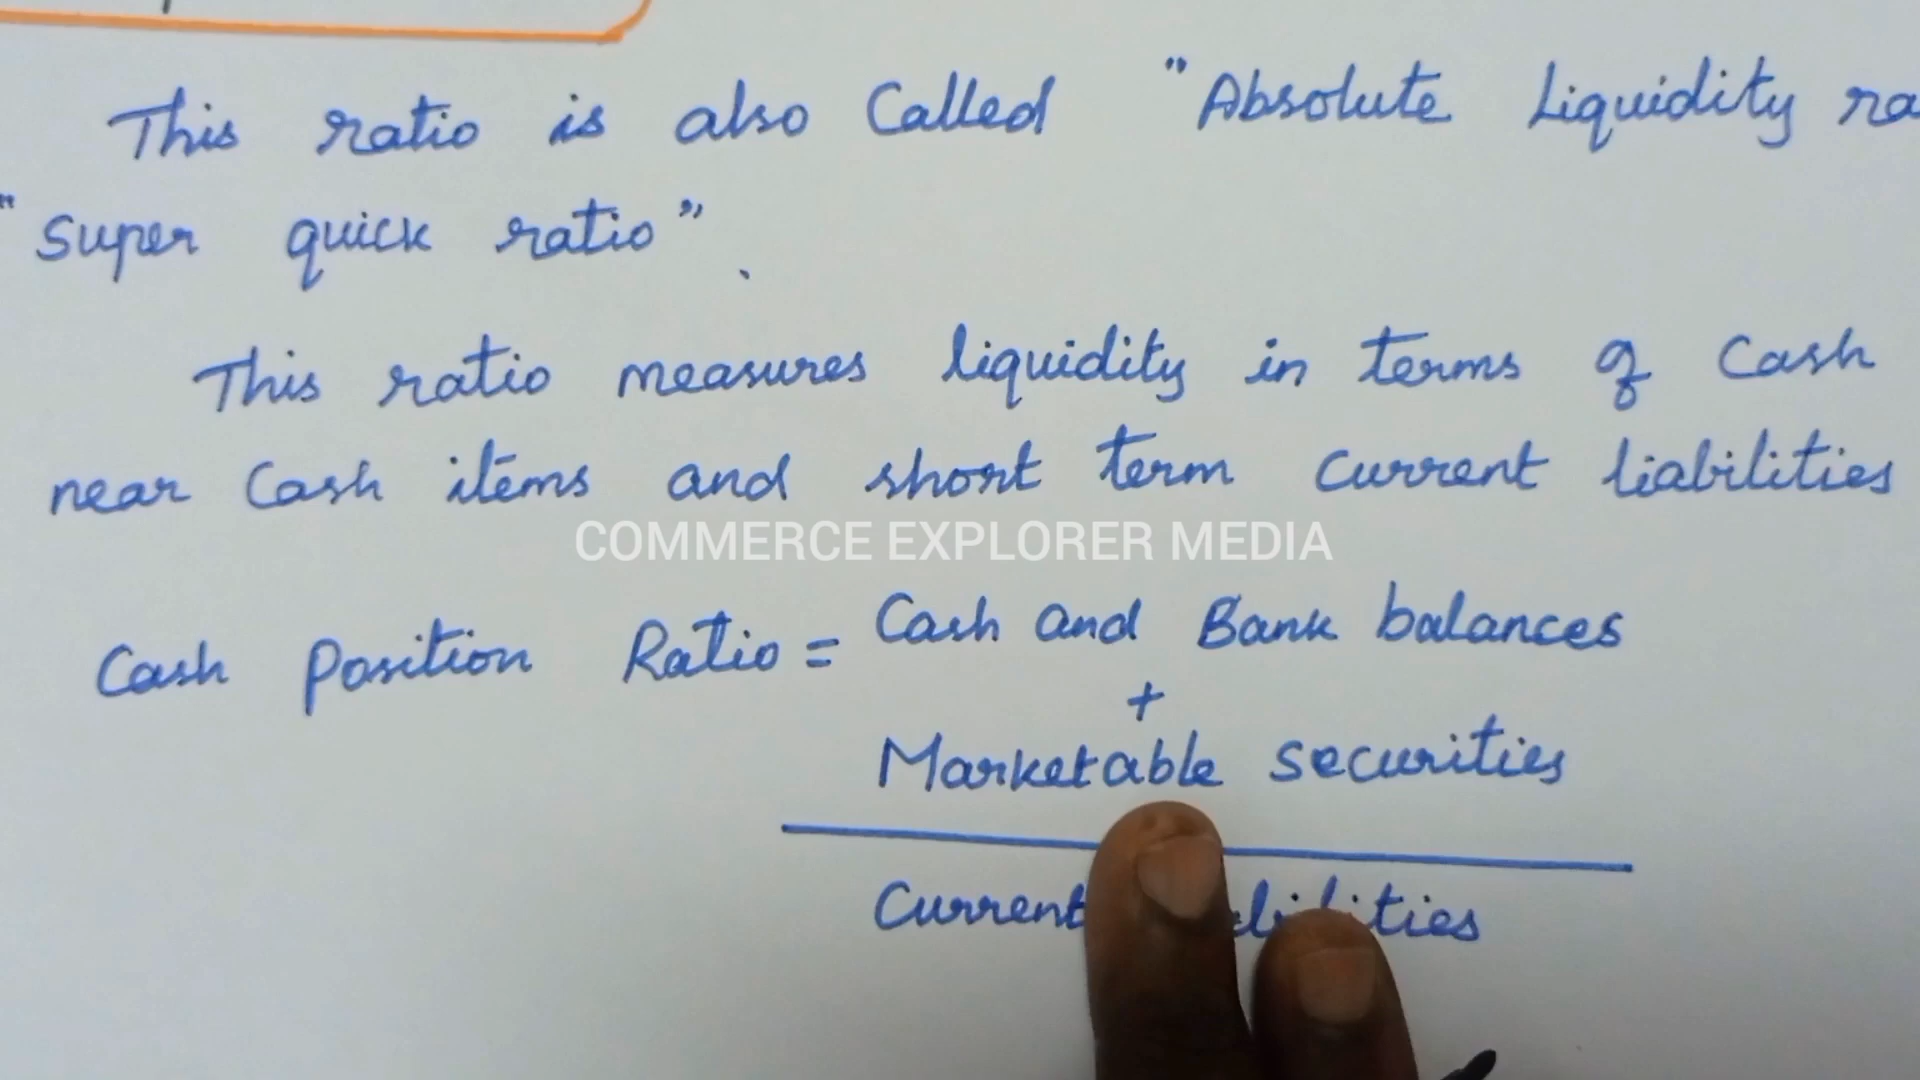 This ratio is also Called "Absolute Liquidity ra
"Super quick ratio".
This ratio measures liquidity in terms of Cash
near Cash items and short term current liabilities
COMMERCE EXPLORER MEDIA
Cash Position Ratio = Cash and Bank balances
+
Marketable securities
Current